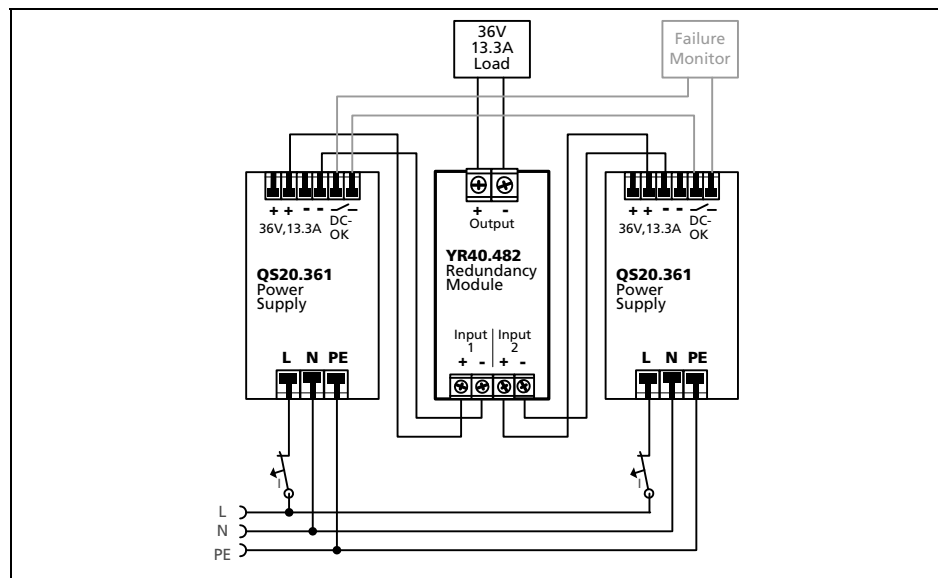 36V
13.3A
Load
Failure
Monitor
+ + - -
DC-
OK
36V,13.3A
QS20.361
Power
Supply
L N PE
+ -
Output
YR40.482
Redundancy
Module
Input
1
Input
2
+ - + -
+ + - -
DC-
OK
36V,13.3A
QS20.361
Power
Supply
L N PE
I
I
L
N
PE